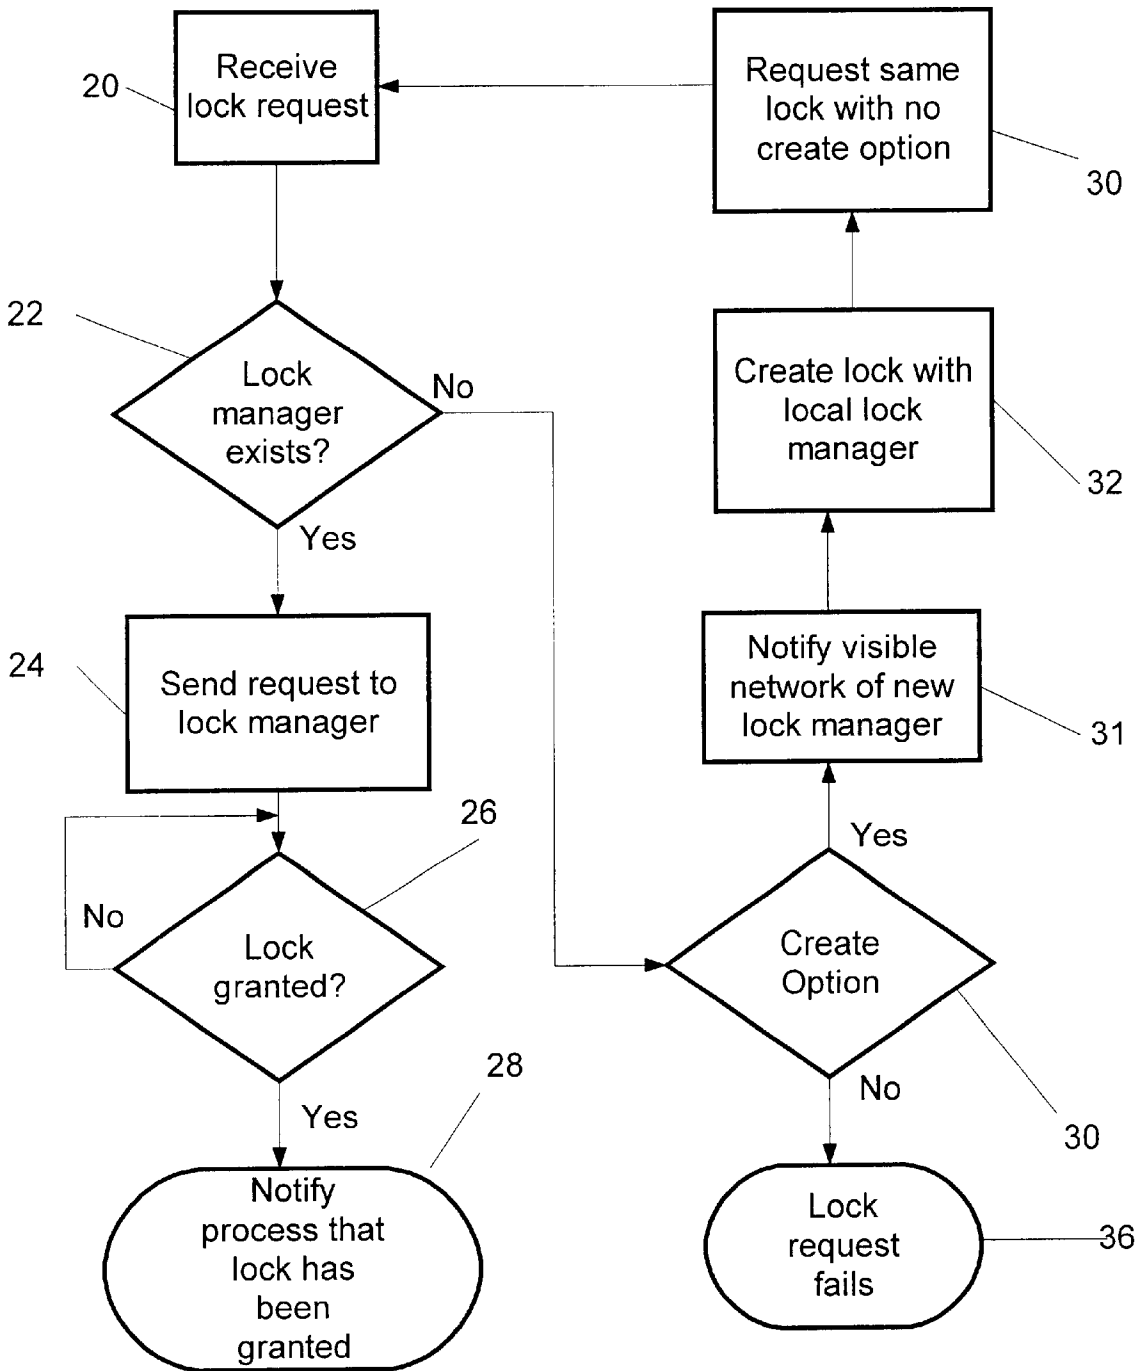 20
Receive
lock request
Request same
lock with no
create option
30
22
Lock
manager
exists?
No
Yes
Create lock with
local lock
manager
32
24
Send request to
lock manager
Notify visible
network of new
lock manager
31
26
No
Lock
granted?
Yes
Yes
Create
Option
No
30
28
Notify
process that
lock has
been
granted
Lock
request
fails
36